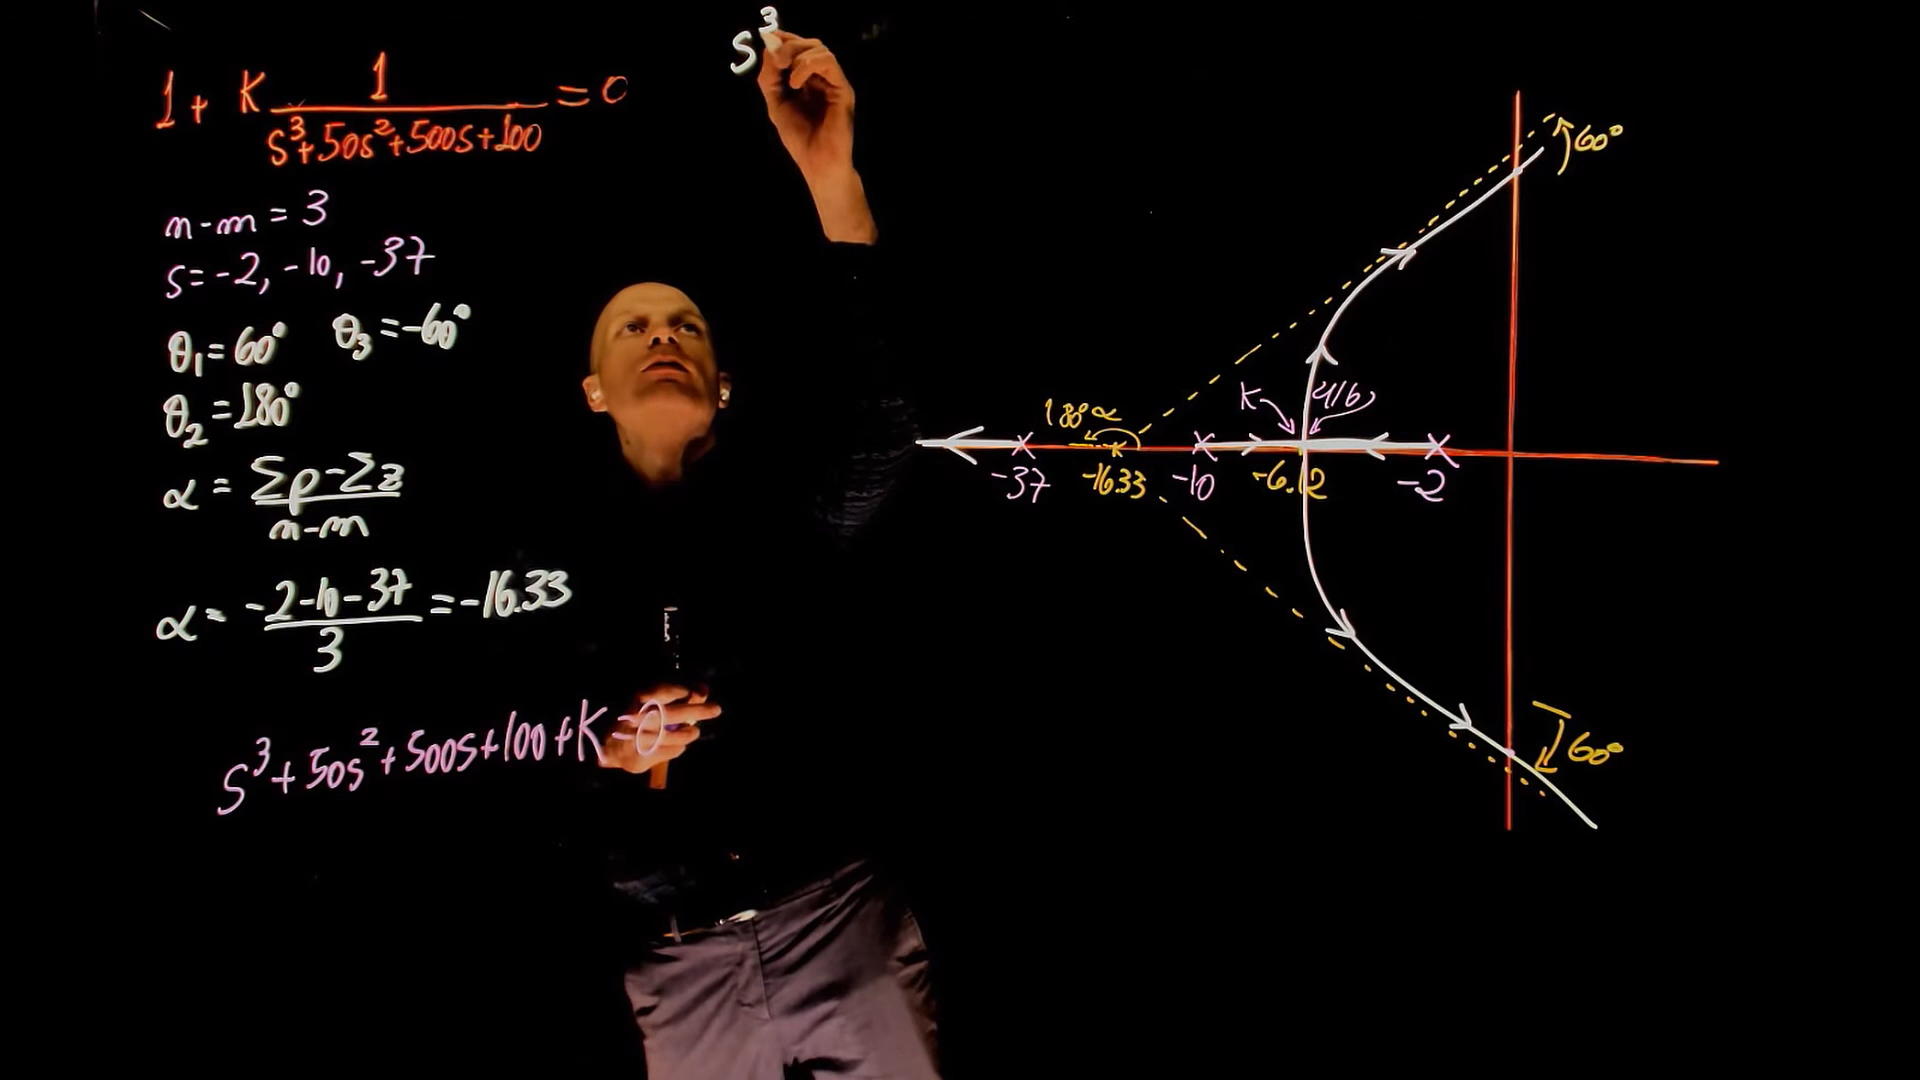 1 + K 1/(s³+50s²+500s+100) = 0
n-m = 3
s = -2, -10, -37
θ₁ = 60° θ₃ = -60°
θ₂ = 180°
α = (Σp-Σz)/(n-m)
α = (-2-10-37)/3 = -16.33
s³+50s²+500s+100+K=0
s³
60°
K
180° α
-37
-16.33
-10
-6.12
-2
60°